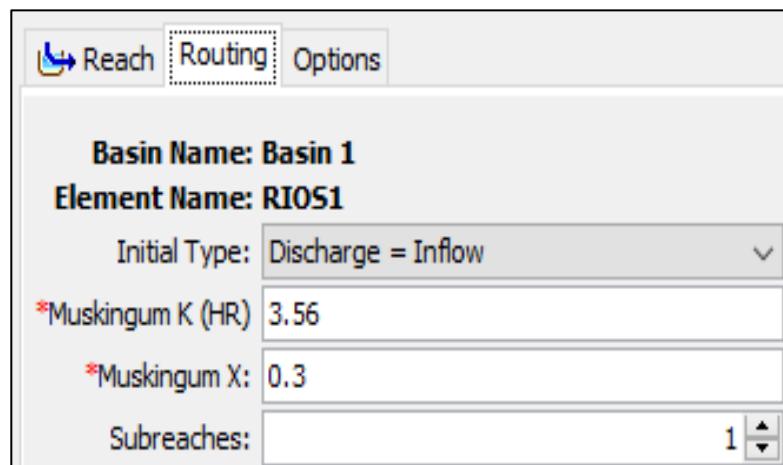 Reach Routing Options
Basin Name: Basin 1
Element Name: RIOS1
Initial Type: Discharge = Inflow
*Muskingum K (HR) 3.56
*Muskingum X: 0.3
Subreaches: 1